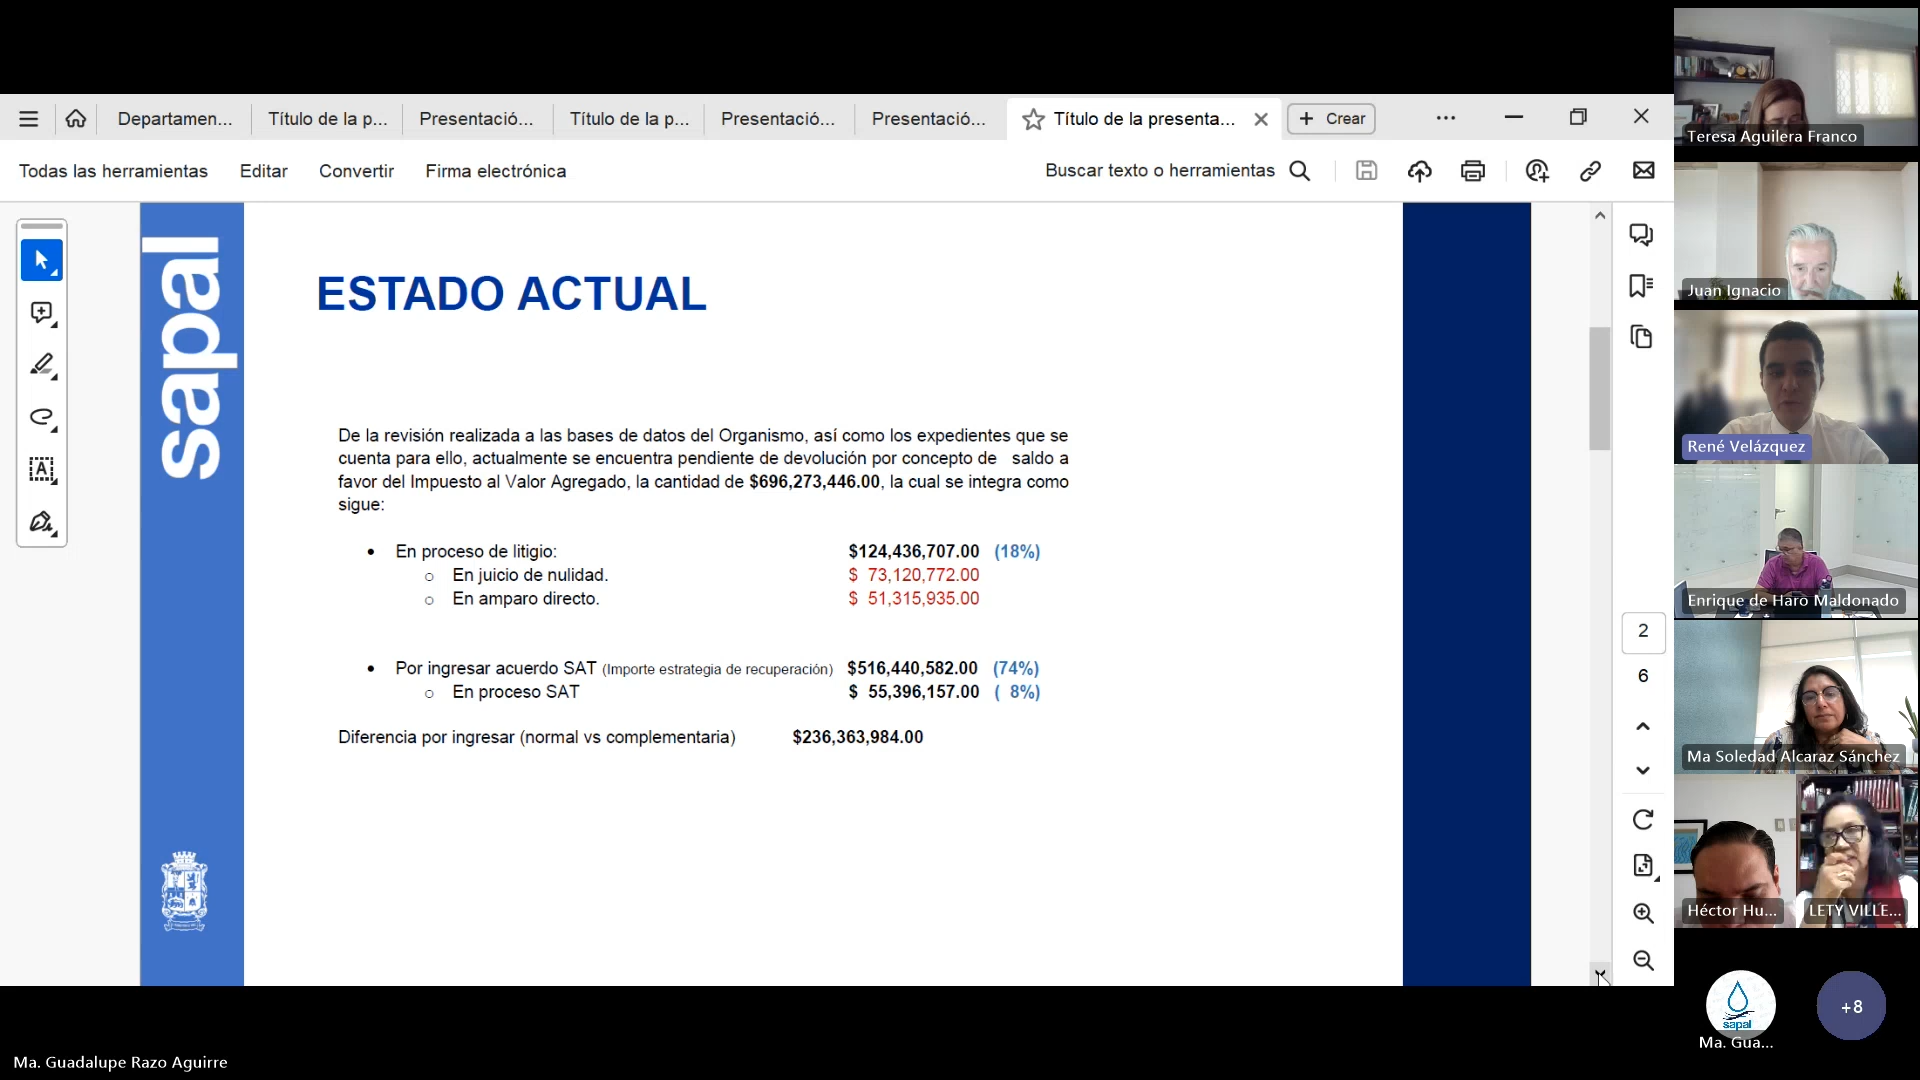 Departamen...
Título de la p...
Presentació...
Título de la p...
Presentació...
Presentació...
Título de la presenta...
Crear
Todas las herramientas
Editar
Convertir
Firma electrónica
Buscar texto o herramientas
sapal
ESTADO ACTUAL
De la revisión realizada a las bases de datos del Organismo, así como los expedientes que se
cuenta para ello, actualmente se encuentra pendiente de devolución por concepto de saldo a
favor del Impuesto al Valor Agregado, la cantidad de $696,273,446.00, la cual se integra como
sigue:
• En proceso de litigio: $124,436,707.00 (18%)
o En juicio de nulidad. $ 73,120,772.00
o En amparo directo. $ 51,315,935.00
• Por ingresar acuerdo SAT (Importe estrategia de recuperación) $516,440,582.00 (74%)
o En proceso SAT $ 55,396,157.00 ( 8%)
Diferencia por ingresar (normal vs complementaria) $236,363,984.00
2
6
Teresa Aguilera Franco
Juan Ignacio
René Velázquez
Enrique de Haro Maldonado
Ma Soledad Alcaraz Sánchez
Héctor Hu...
LETY VILLE...
sapal
Ma. Gua...
+8
Ma. Guadalupe Razo Aguirre